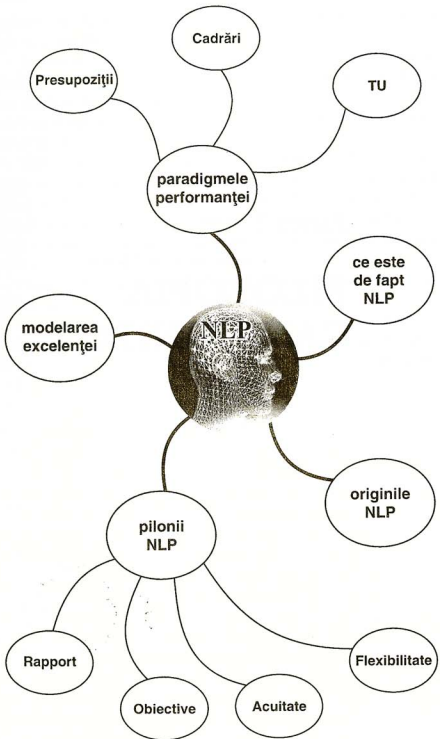 Cadrări
Presupoziţii
TU
paradigmele
performanţei
ce este
de fapt
NLP
NLP
modelarea
excelenţei
originile
NLP
pilonii
NLP
Rapport
Flexibilitate
Obiective
Acuitate